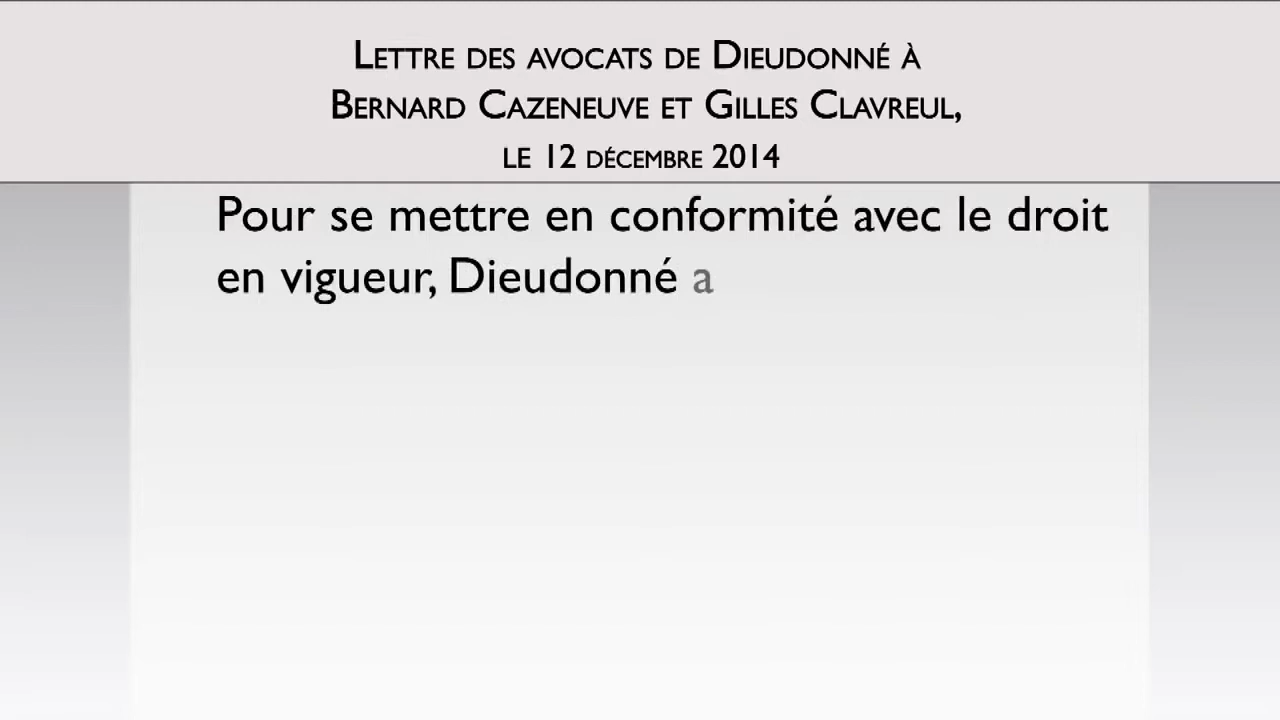 Lettre des avocats de Dieudonné à
Bernard Cazeneuve et Gilles Clavreul,
le 12 décembre 2014
Pour se mettre en conformité avec le droit
en vigueur, Dieudonné a